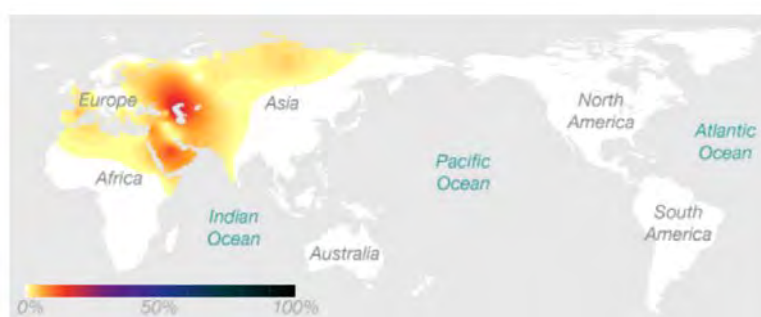 Europe
Asia
North
America
Atlantic
Ocean
Pacific
Ocean
Africa
Indian
Ocean
South
America
Australia
0%
50%
100%